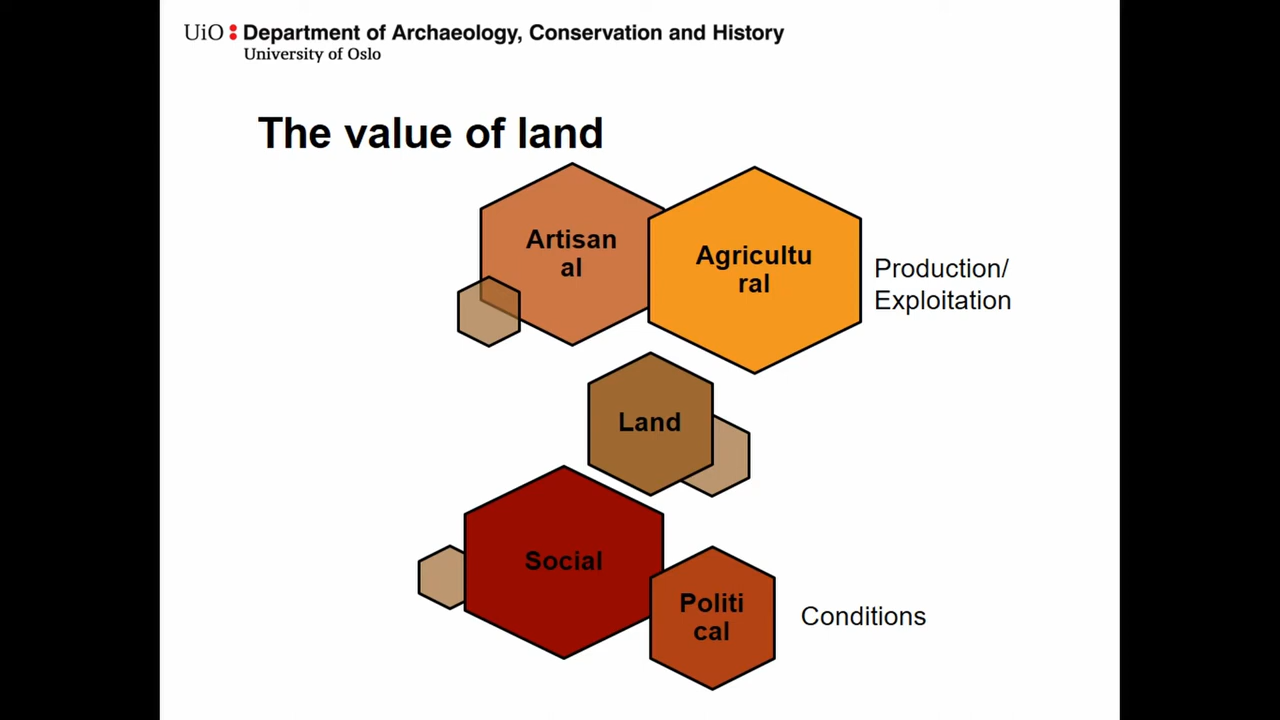 UiO Department of Archaeology, Conservation and History
University of Oslo
The value of land
Artisan
al
Agricultu
ral
Production/
Exploitation
Land
Social
Politi
cal
Conditions